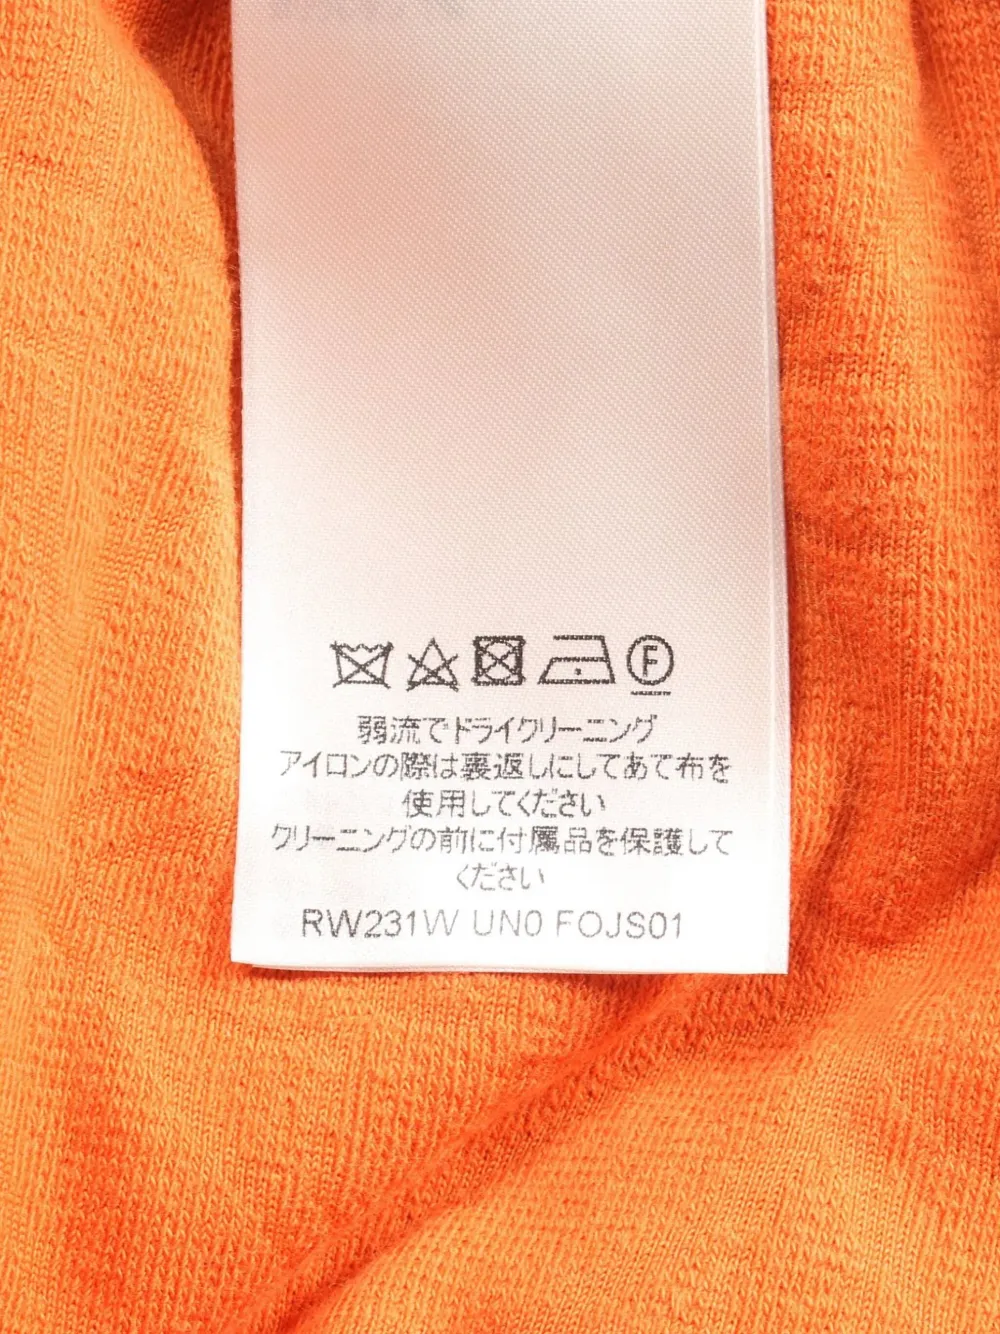 F
弱流でドライクリーニング
アイロンの際は裏返しにしてあて布を
使用してください
クリーニングの前に付属品を保護して
ください
RW231W UN0 FOJS01